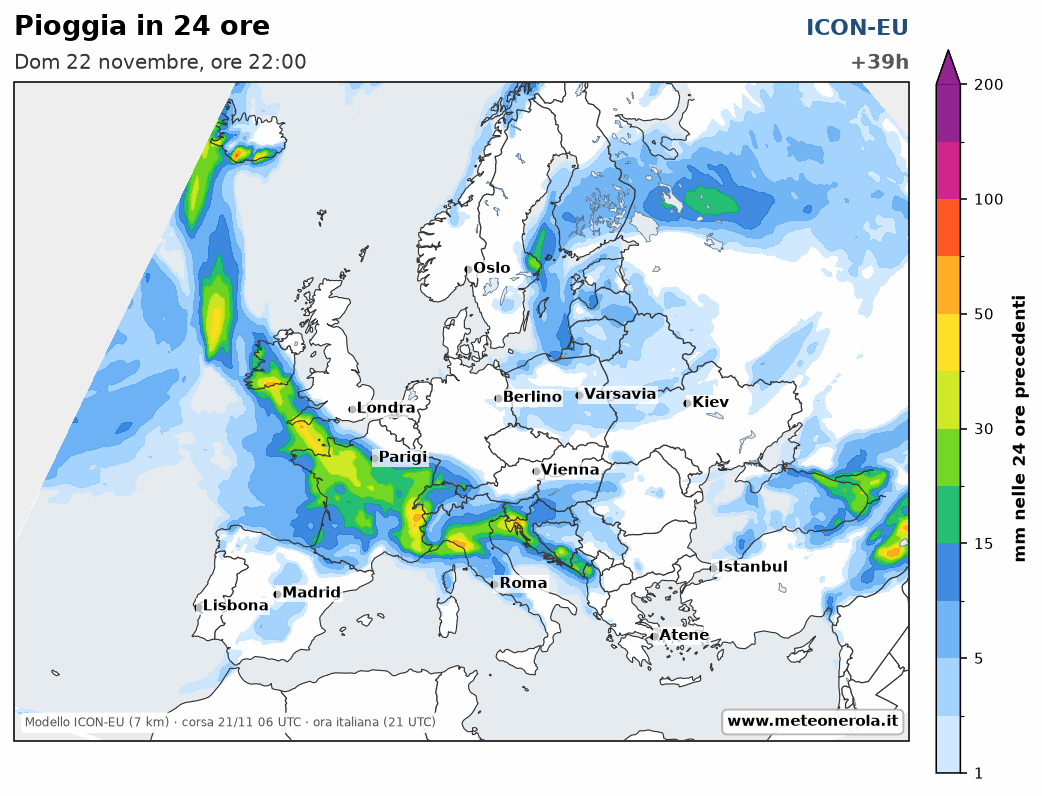 Pioggia in 24 ore
ICON-EU
Dom 22 novembre, ore 22:00
+39h
200
100
50
30
15
5
1
mm nelle 24 ore precedenti
Oslo
Londra
Berlino
Varsavia
Kiev
Parigi
Vienna
Istanbul
Roma
Madrid
Lisbona
Atene
Modello ICON-EU (7 km) · corsa 21/11 06 UTC · ora italiana (21 UTC)
www.meteonerola.it